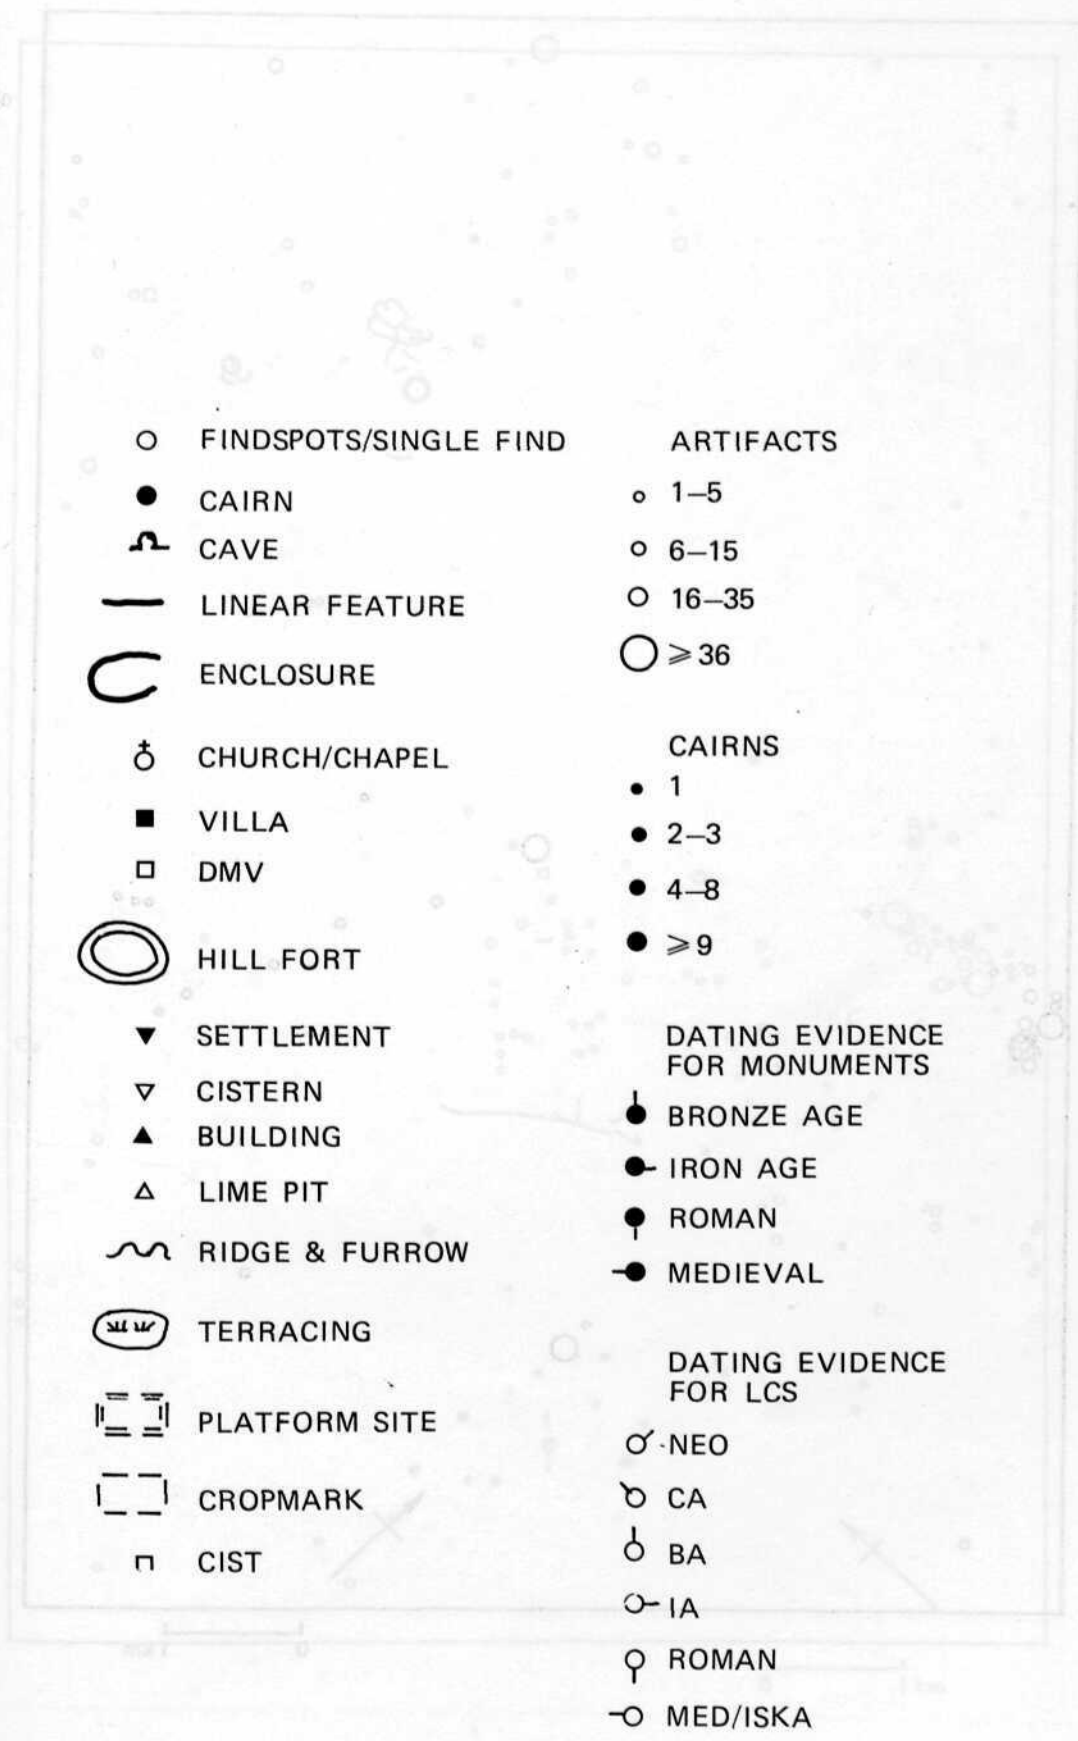 FINDSPOTS/SINGLE FIND
CAIRN
CAVE
LINEAR FEATURE
ENCLOSURE
CHURCH/CHAPEL
VILLA
DMV
HILL FORT
SETTLEMENT
CISTERN
BUILDING
LIME PIT
RIDGE & FURROW
TERRACING
PLATFORM SITE
CROPMARK
CIST
ARTIFACTS
1–5
6–15
16–35
⩾36
CAIRNS
1
2–3
4–8
⩾9
DATING EVIDENCE
FOR MONUMENTS
BRONZE AGE
IRON AGE
ROMAN
MEDIEVAL
DATING EVIDENCE
FOR LCS
NEO
CA
BA
IA
ROMAN
MED/ISKA